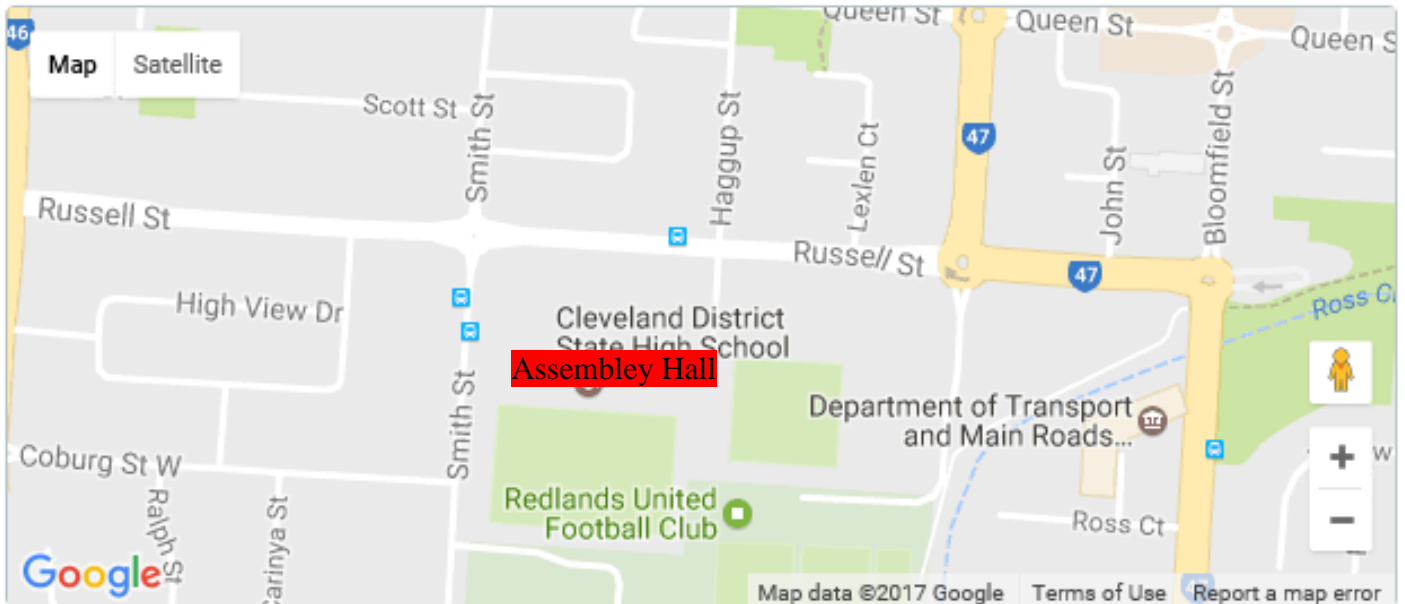 Queen St
Queen St
Queen S
46
Map Satellite
Scott St
Smith St
Haggup St
Lexlen Ct
47
John St
Bloomfield St
Russell St
Russell St
47
High View Dr
Ross C
Cleveland District
State High School
Assembley Hall
Smith St
Department of Transport
and Main Roads...
Coburg St W
Ralph St
Carinya St
Redlands United
Football Club
Ross Ct
w
Google
47
Map data ©2017 Google Terms of Use Report a map error